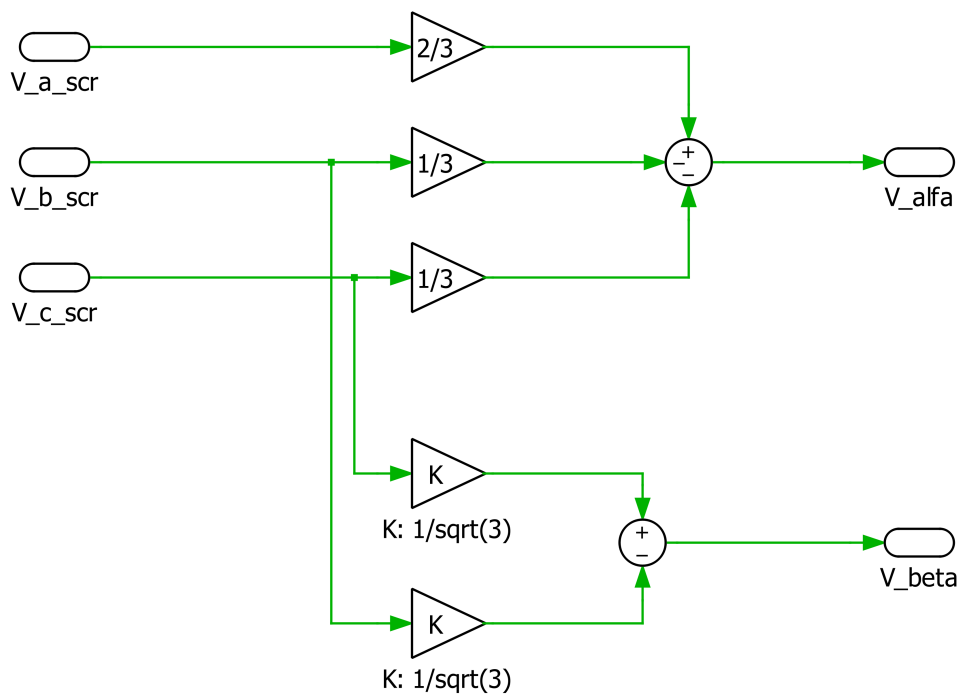 2/3
V_a_scr
+
1/3
−
−
V_b_scr
V_alfa
1/3
V_c_scr
K
K: 1/sqrt(3)
+
−
V_beta
K
K: 1/sqrt(3)